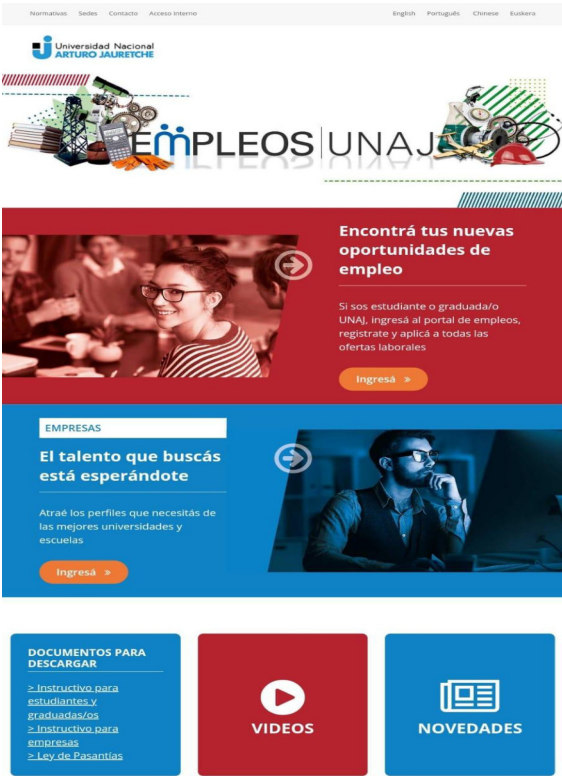 Normativas Sedes Contacto Acceso Interno English Português Chinese Euskera
Universidad Nacional
ARTURO JAURETCHE
EMPLEOS|UNAJ
Encontrá tus nuevas
oportunidades de
empleo
Si sos estudiante o graduada/o
UNAJ, ingresá al portal de empleos,
registrate y aplicá a todas las
ofertas laborales
Ingresá »
EMPRESAS
El talento que buscás
está esperándote
Atraé los perfiles que necesitás de
las mejores universidades y
escuelas
Ingresá »
DOCUMENTOS PARA
DESCARGAR
> Instructivo para
estudiantes y
graduadas/os
> Instructivo para
empresas
> Ley de Pasantías
VIDEOS
NOVEDADES